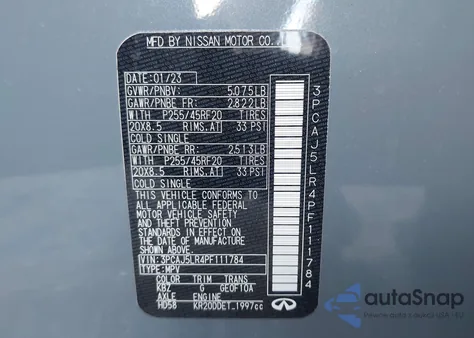 MFD BY NISSAN MOTOR CO.
DATE: 01/23
GVWR/PNBV: 5,075LB
GAWR/PNBE FR: 2,822LB
WITH P255/45RF20 TIRES
20X8.5 RIMS,AT 33 PSI
COLD SINGLE
GAWR/PNBE RR: 2,513LB
WITH P255/45RF20 TIRES
20X8.5 RIMS,AT 33 PSI
COLD SINGLE
THIS VEHICLE CONFORMS TO
ALL APPLICABLE FEDERAL
MOTOR VEHICLE SAFETY
STANDARDS IN EFFECT ON
THE DATE OF MANUFACTURE
SHOWN ABOVE.
VIN: 3PCAJ5LR4PF111784
TYPE: MPV
COLOR TRIM TRANS
KBZ G GE0F10A
AXLE ENGINE
HD58 KR20DDET 1997cc
3PCAJ5LR4PF111784
INFINITI
autoSnap